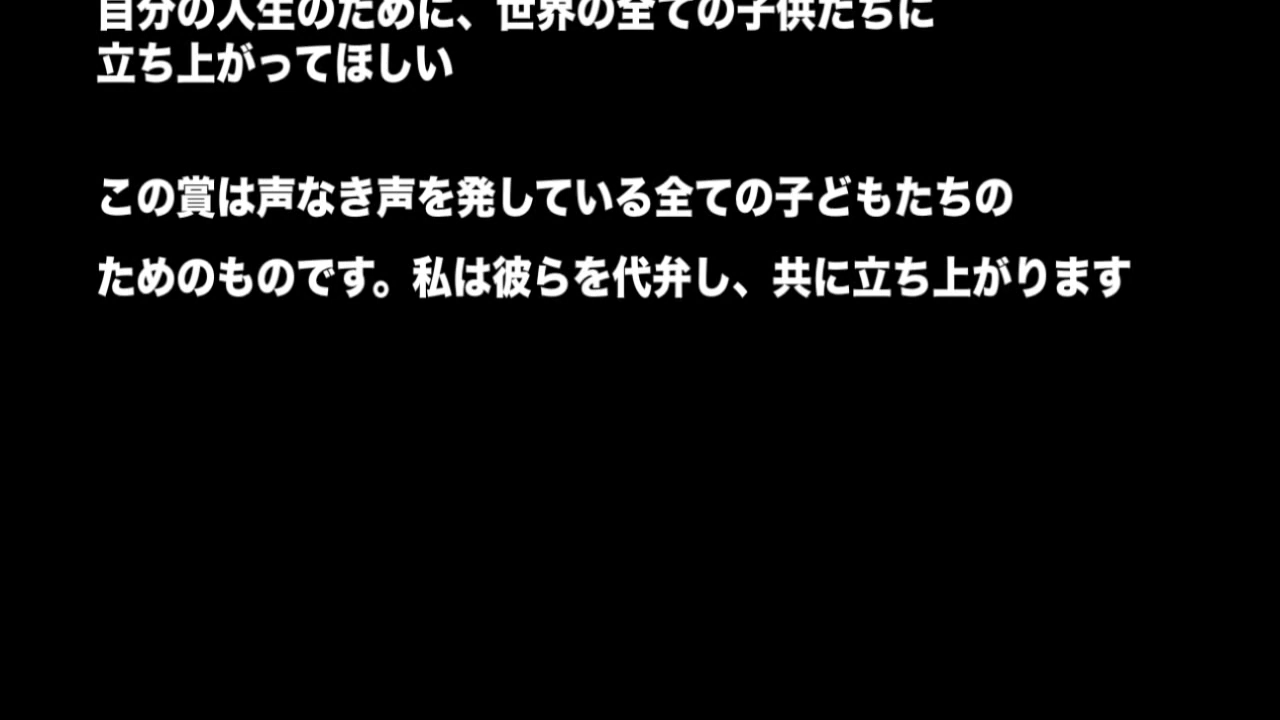 自分の人生のために、世界の全ての子供たちに
立ち上がってほしい
この賞は声なき声を発している全ての子どもたちの
ためのものです。私は彼らを代弁し、共に立ち上がります